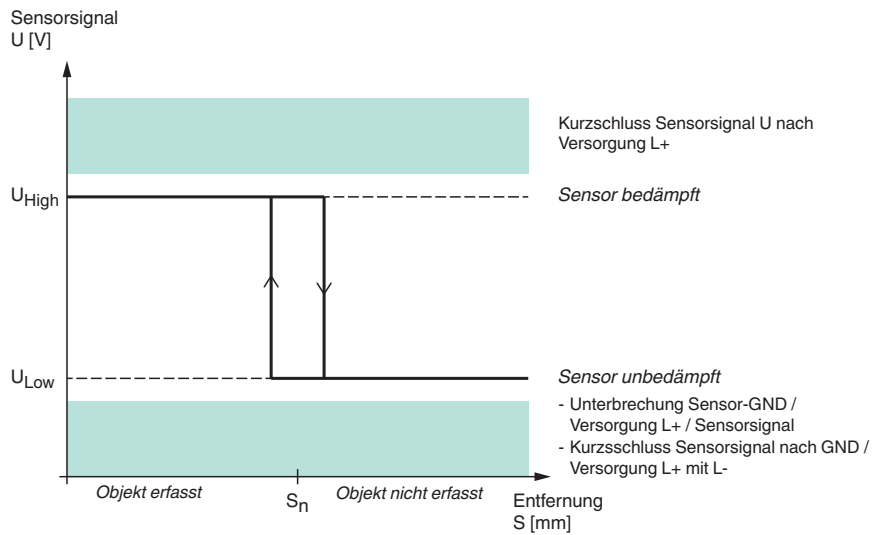 Sensorsignal
U [V]
Kurzschluss Sensorsignal U nach
Versorgung L+
UHigh
Sensor bedämpft
ULow
Sensor unbedämpft
- Unterbrechung Sensor-GND /
Versorgung L+ / Sensorsignal
- Kurzsschluss Sensorsignal nach GND /
Versorgung L+ mit L-
Objekt erfasst
Sn
Objekt nicht erfasst
Entfernung
S [mm]